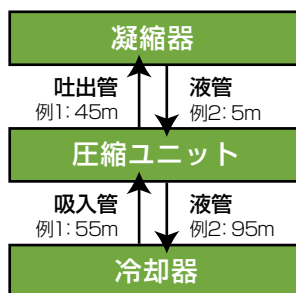 凝縮器
吐出管
例1：45m
液管
例2：5m
圧縮ユニット
吸入管
例1：55m
液管
例2：95m
冷却器